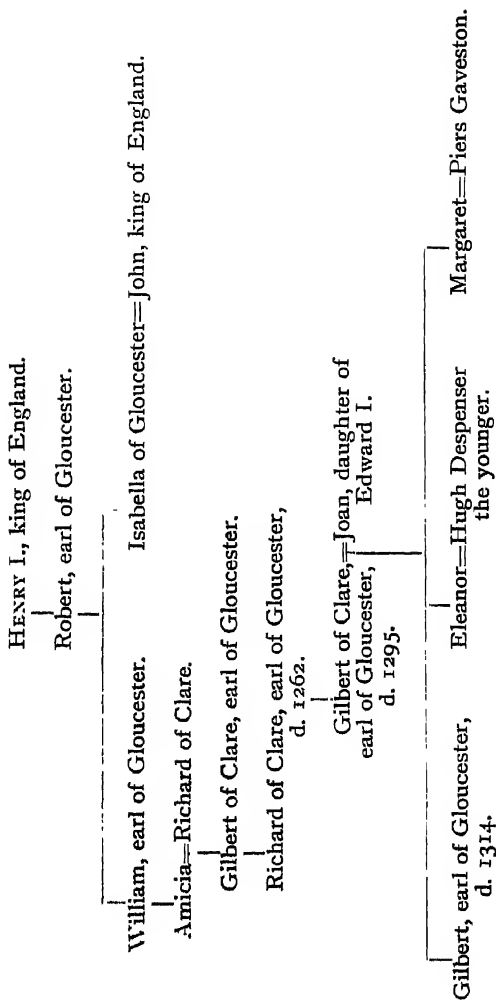 HENRY I., king of England.
Robert, earl of Gloucester.
William, earl of Gloucester.
Isabella of Gloucester=John, king of England.
Amicia=Richard of Clare.
Gilbert of Clare, earl of Gloucester.
Richard of Clare, earl of Gloucester,
d. 1262.
Gilbert of Clare,=Joan, daughter of
earl of Gloucester,
Edward I.
d. 1295.
Gilbert, earl of Gloucester,
d. 1314.
Eleanor=Hugh Despenser
the younger.
Margaret=Piers Gaveston.